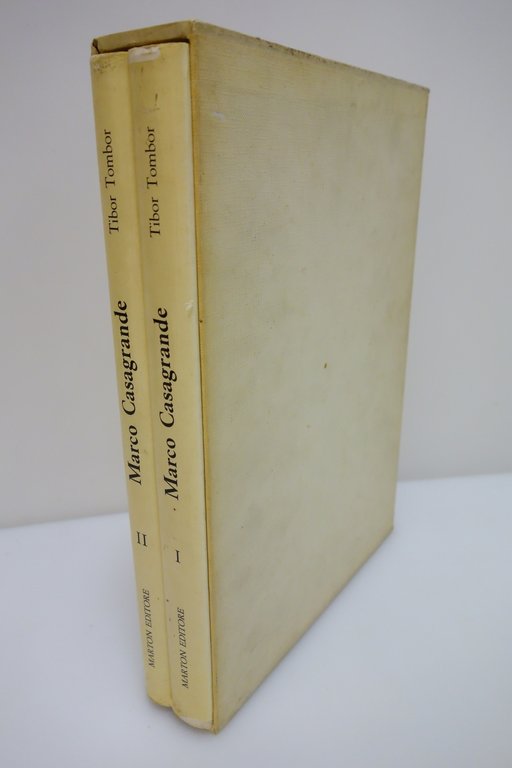 Tibor Tombor
Marco Casagrande
II
MARTON EDITORE
Tibor Tombor
Marco Casagrande
I
MARTON EDITORE